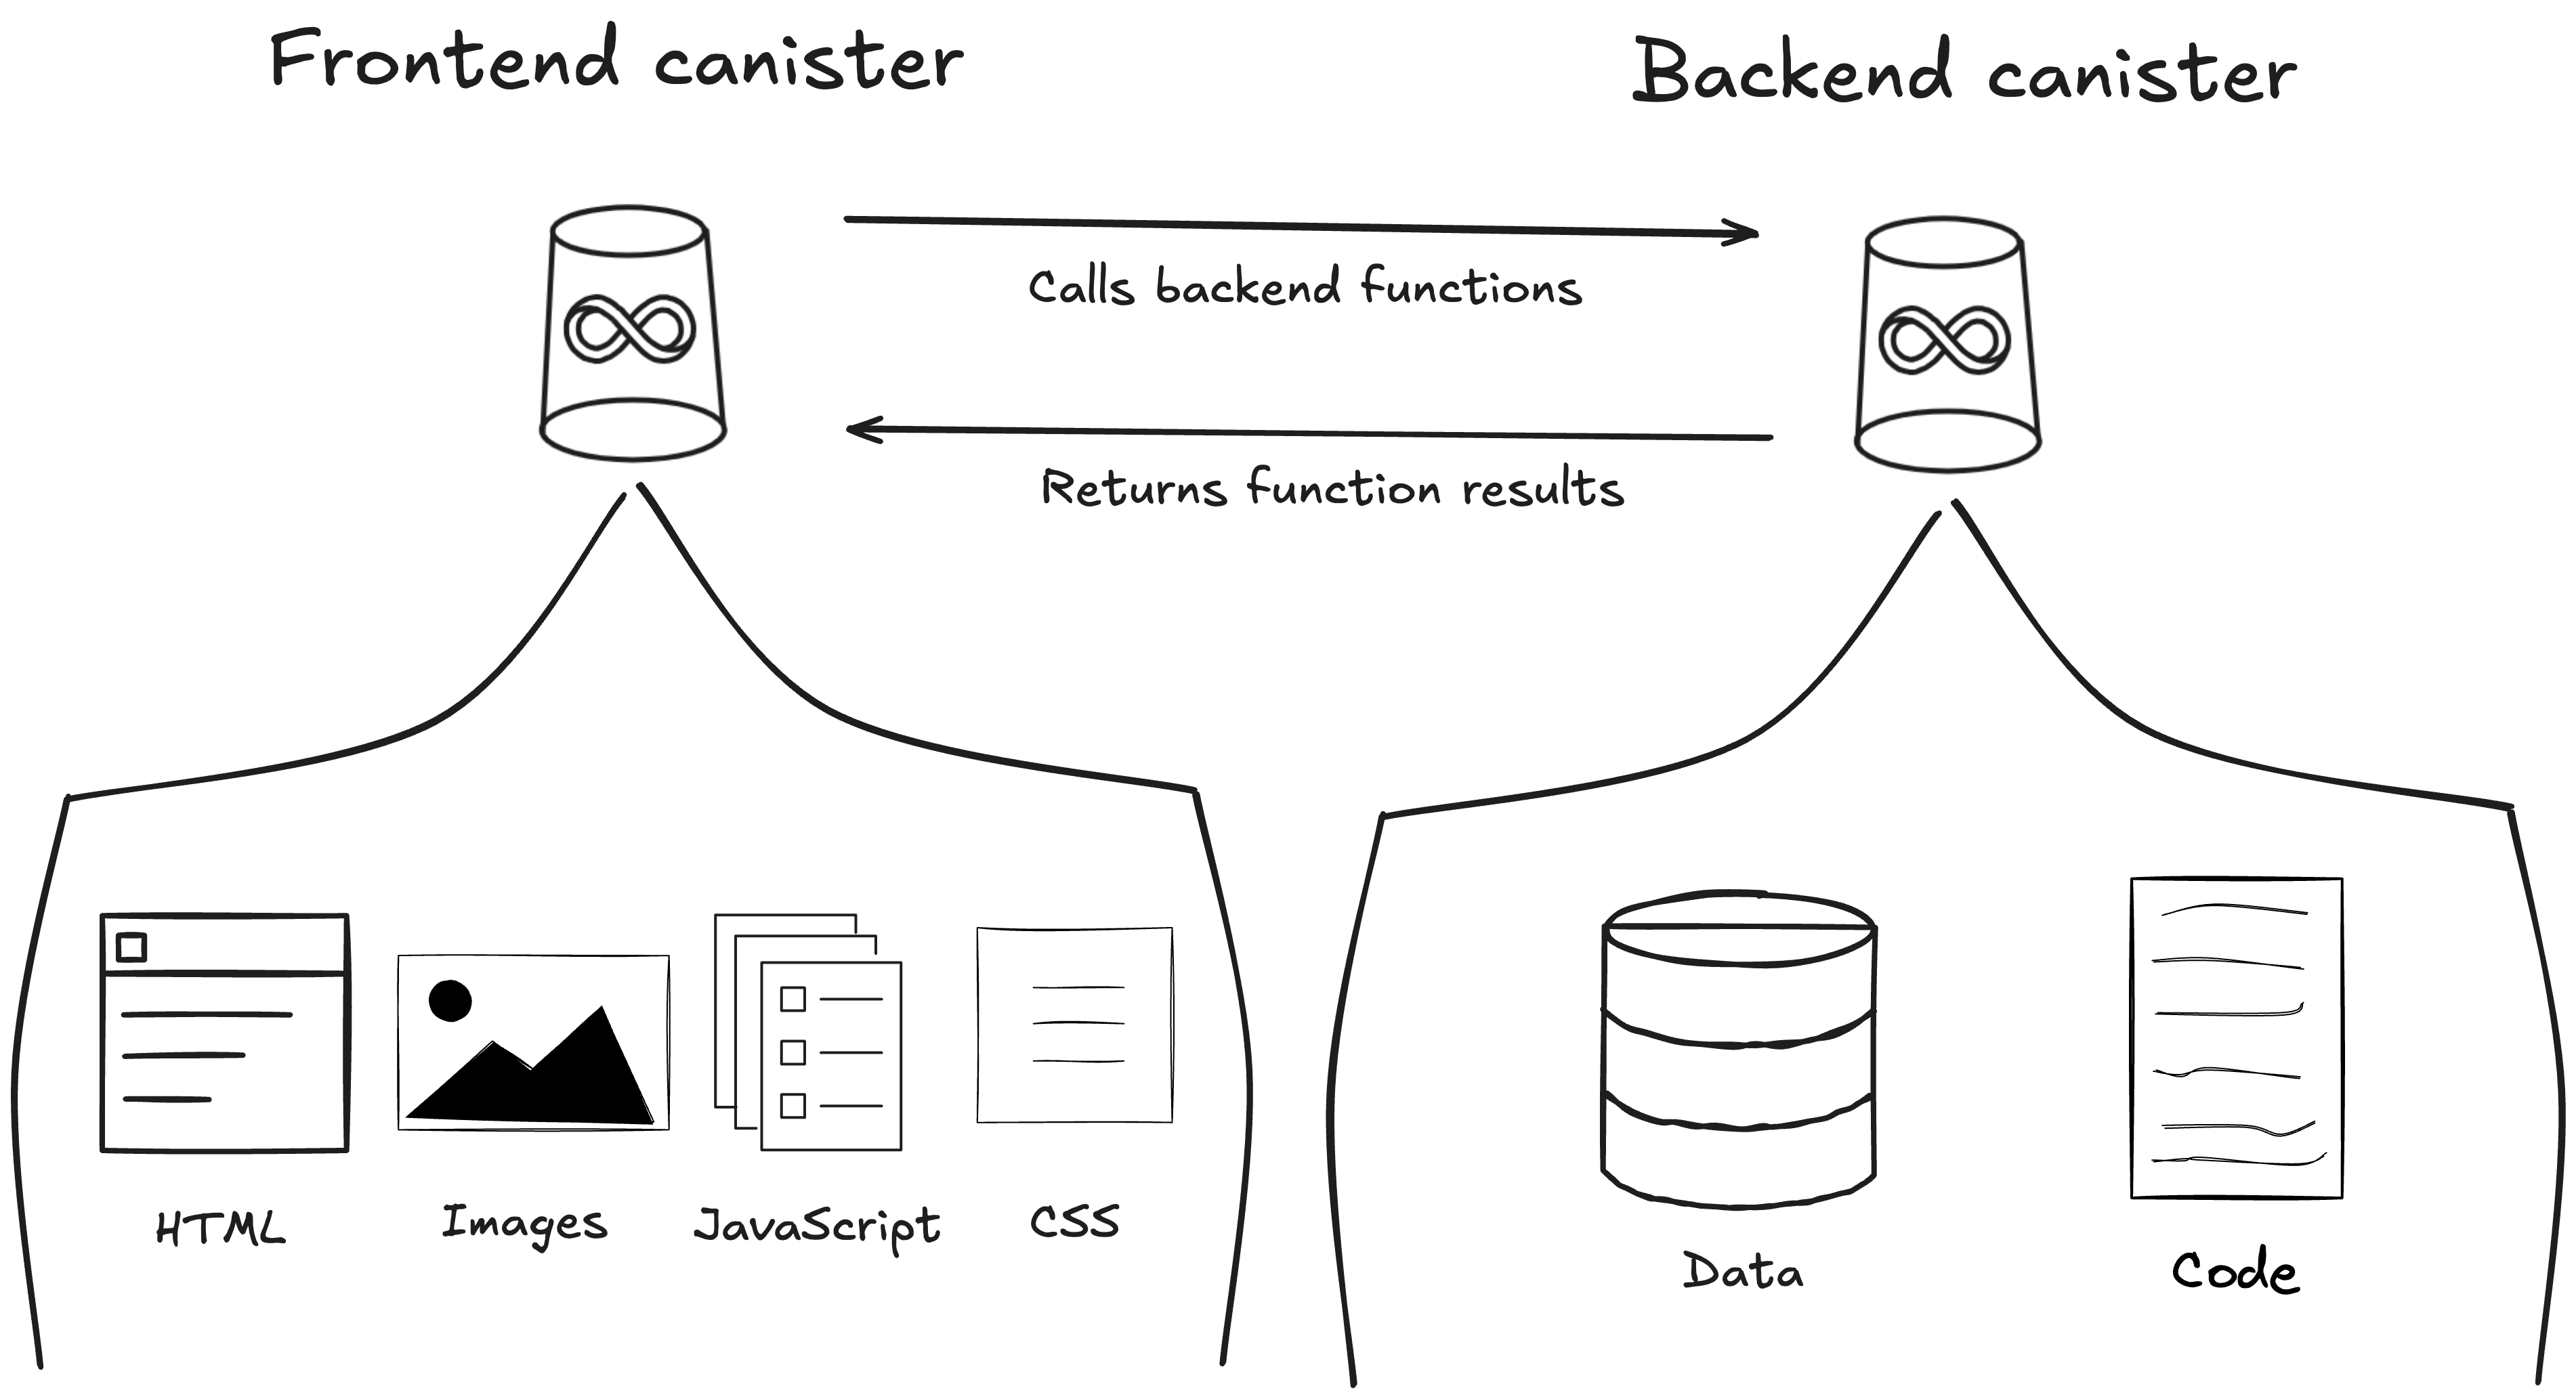 Frontend canister
Backend canister
Calls backend functions
Returns function results
HTML
Images
JavaScript
CSS
Data
Code